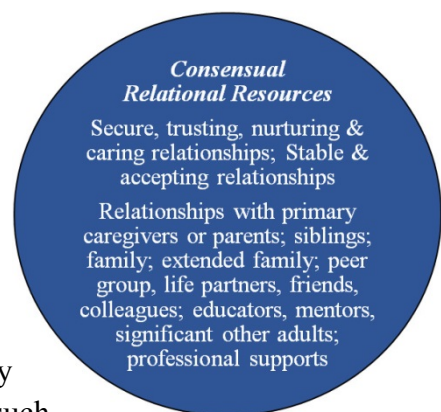 Consensual
Relational Resources
Secure, trusting, nurturing &
caring relationships; Stable &
accepting relationships
Relationships with primary
caregivers or parents; siblings;
family; extended family; peer
group, life partners, friends,
colleagues; educators, mentors,
significant other adults;
professional supports
such